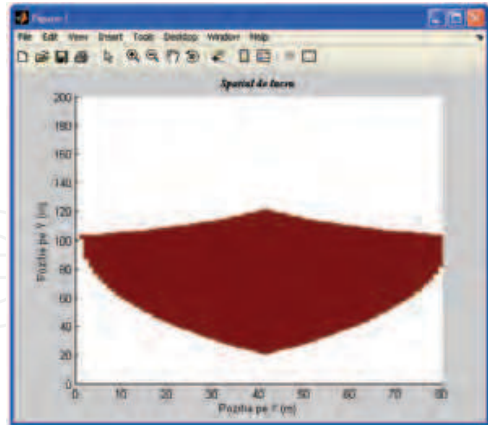 Figure 1
File Edit View Insert Tools Desktop Window Help
Spatiul de lucru
200
180
160
140
120
100
80
60
40
20
0
Pozitia pe Y (m)
0 10 20 30 40 50 60 70 80
Pozitia pe Y (m)